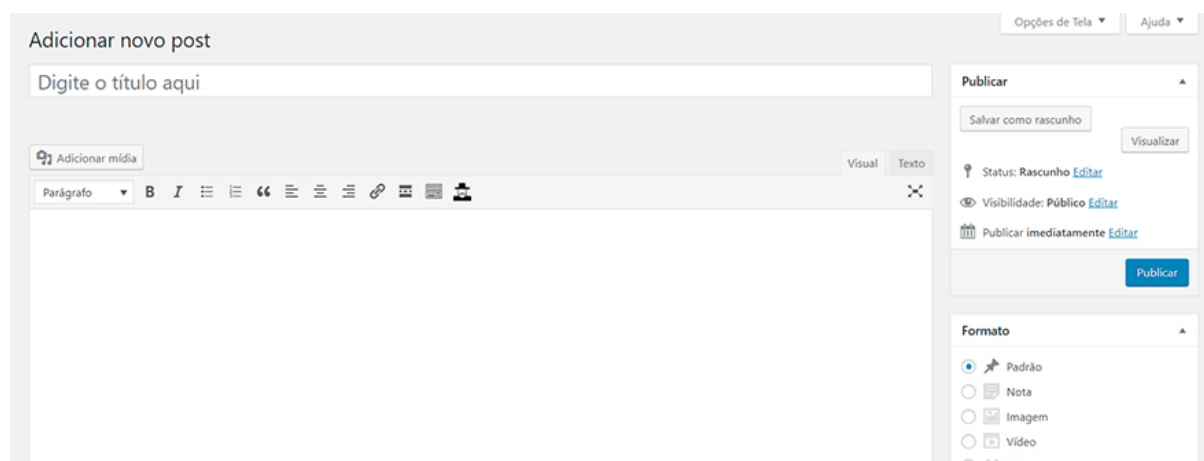 Opções de Tela
Ajuda
Adicionar novo post
Digite o título aqui
Adicionar mídia
Visual
Texto
Parágrafo
B I
Publicar
Salvar como rascunho
Visualizar
Status: Rascunho Editar
Visibilidade: Público Editar
Publicar imediatamente Editar
Publicar
Formato
Padrão
Nota
Imagem
Vídeo